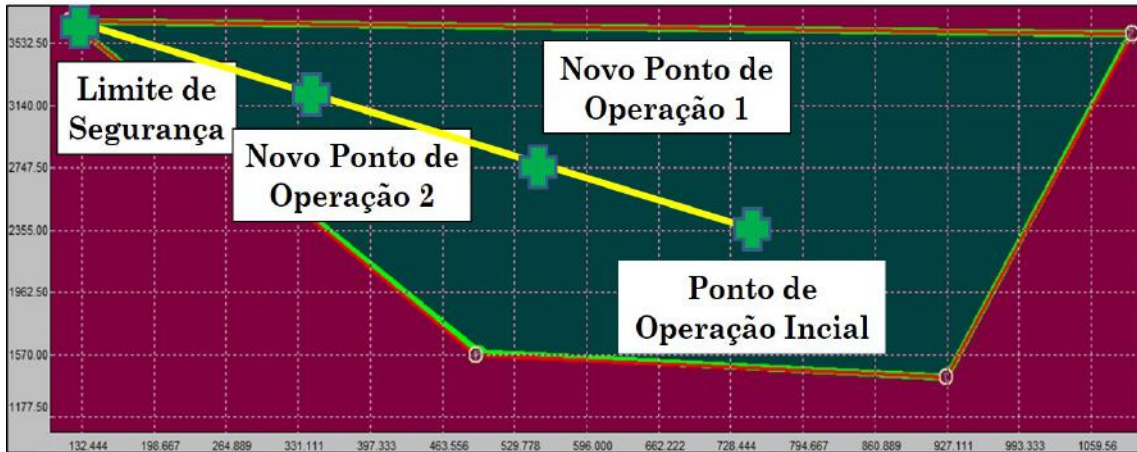 3532.50
3140.00
2747.50
2355.00
1962.50
1570.00
1177.50
Limite de
Segurança
Novo Ponto de
Operação 2
Novo Ponto de
Operação 1
Ponto de
Operação Incial
132.444
198.667
264.889
331.111
397.333
463.556
529.778
596.000
662.222
728.444
794.667
860.889
927.111
993.333
1059.56